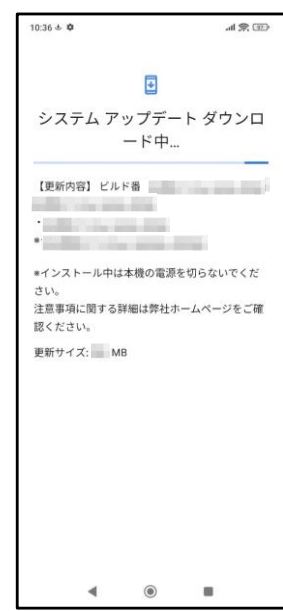 10:36
システム アップデート ダウンロ
ード中...
【更新内容】 ビルド番
※インストール中は本機の電源を切らないでくだ
さい。
注意事項に関する詳細は弊社ホームページをご確
認ください。
更新サイズ: MB